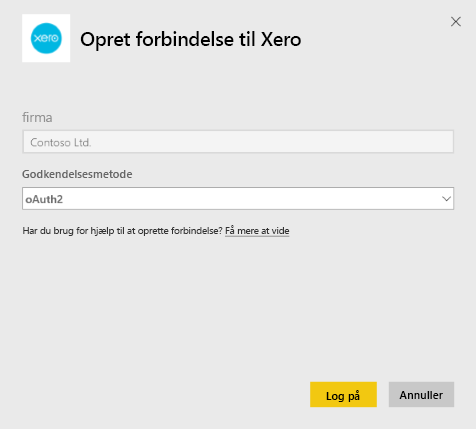 xero
Opret forbindelse til Xero
firma
Contoso Ltd.
Godkendelsesmetode
oAuth2
Har du brug for hjælp til at oprette forbindelse? Få mere at vide
Log på
Annuller